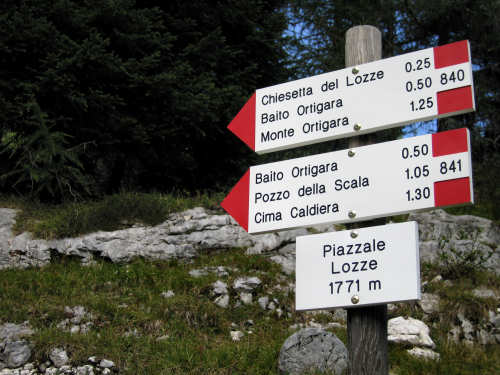 Chiesetta del Lozze 0.25
Baito Ortigara 0.50 840
Monte Ortigara 1.25
Baito Ortigara 0.50
Pozzo della Scala 1.05 841
Cima Caldiera 1.30
Piazzale
Lozze
1771 m